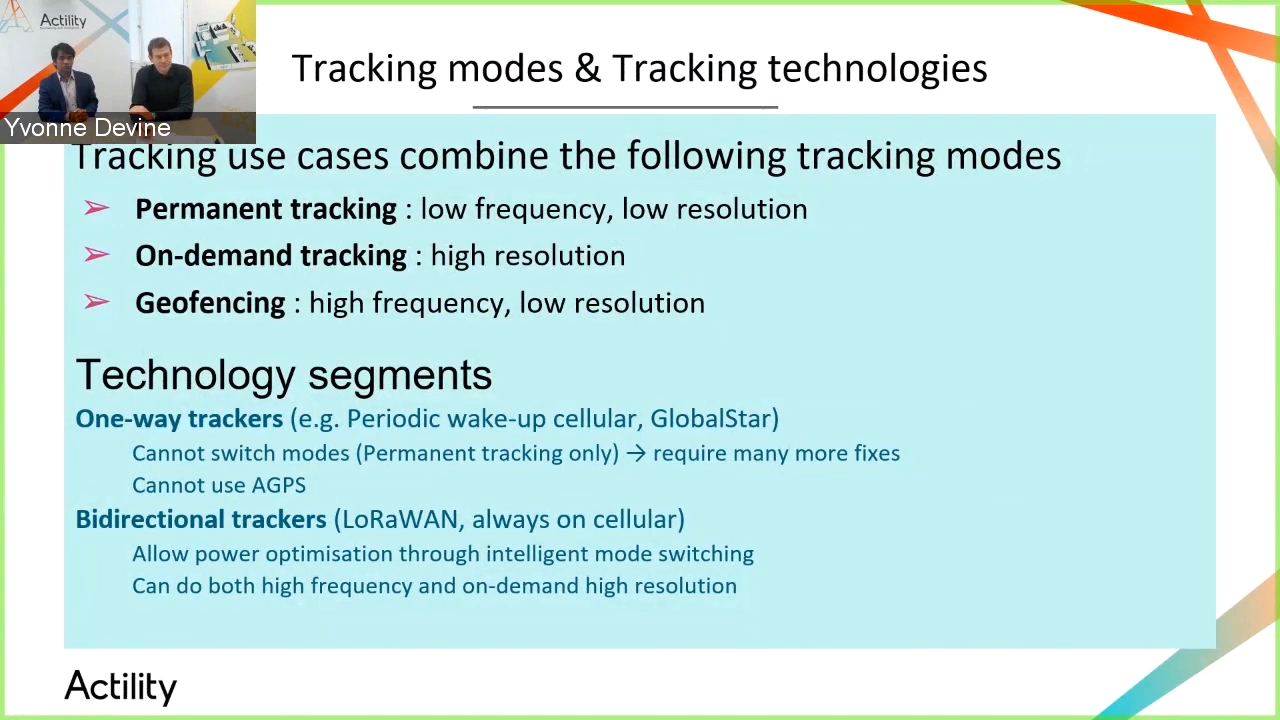 Actility
Yvonne Devine
Tracking modes & Tracking technologies
Tracking use cases combine the following tracking modes
➢ Permanent tracking : low frequency, low resolution
➢ On-demand tracking : high resolution
➢ Geofencing : high frequency, low resolution
Technology segments
One-way trackers (e.g. Periodic wake-up cellular, GlobalStar)
Cannot switch modes (Permanent tracking only) → require many more fixes
Cannot use AGPS
Bidirectional trackers (LoRaWAN, always on cellular)
Allow power optimisation through intelligent mode switching
Can do both high frequency and on-demand high resolution
Actility